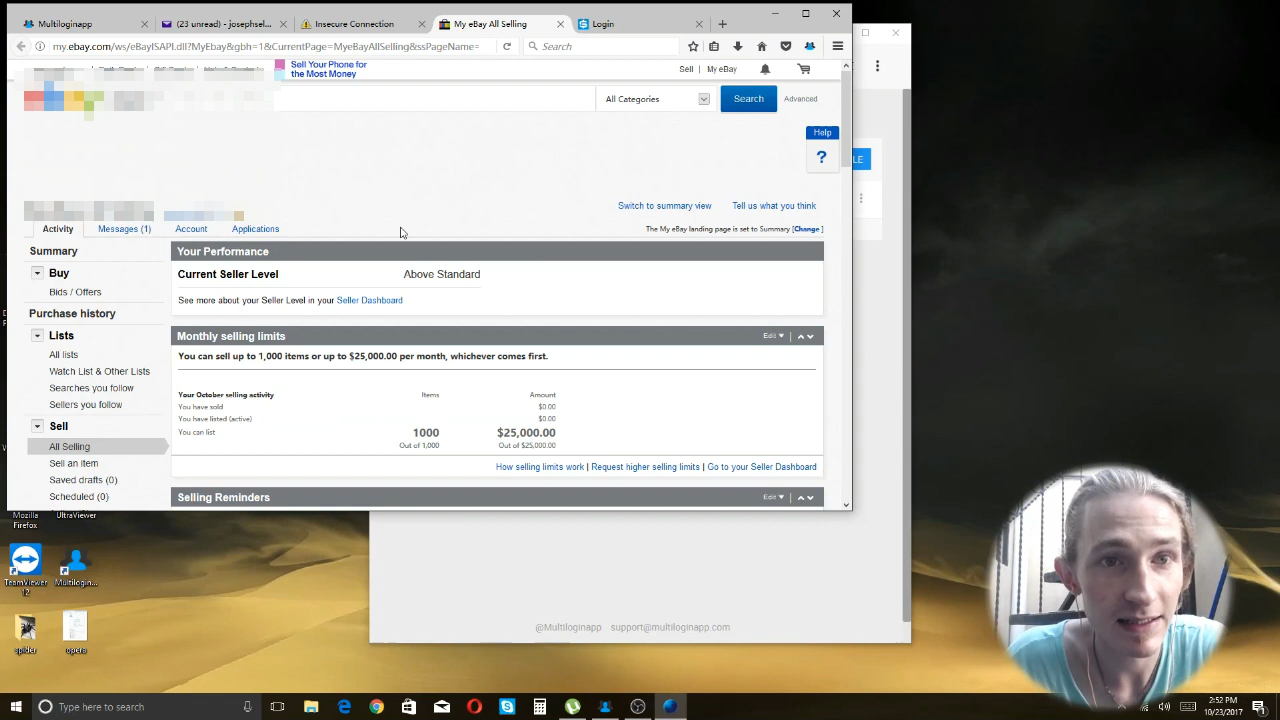 Multiloginapp
(23 unread) - josephsel...
Insecure Connection
My eBay All Selling
Login
my.ebay.com/ws/eBayISAPI.dll?MyEbay&gbh=1&CurrentPage=MyeBayAllSelling&ssPageName=
Search
Sell Your Phone for
the Most Money
Sell
My eBay
All Categories
Search
Advanced
Help
?
LE
Switch to summary view
Tell us what you think
Activity
Messages (1)
Account
Applications
The My eBay landing page is set to Summary [Change ]
Summary
Buy
Bids / Offers
Purchase history
Lists
All lists
Watch List & Other Lists
Searches you follow
Sellers you follow
Sell
All Selling
Sell an item
Saved drafts (0)
Scheduled (0)
Your Performance
Current Seller Level Above Standard
See more about your Seller Level in your Seller Dashboard
Monthly selling limits
Edit
You can sell up to 1,000 items or up to $25,000.00 per month, whichever comes first.
Your October selling activity Items Amount
You have sold $0.00
You have listed (active) $0.00
You can list 1000 $25,000.00
Out of 1,000 Out of $25,000.00
How selling limits work | Request higher selling limits | Go to your Seller Dashboard
Selling Reminders
Edit
Mozilla
Firefox
UltraViewer
TeamViewer
12
Multilogin...
spider
opera
@Multiloginapp support@multiloginapp.com
Type here to search
2:52 PM
10/23/2017